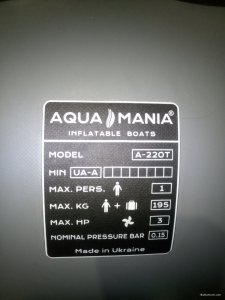 AQUA MANIA®
INFLATABLE BOATS
MODEL A-220T
MIN UA-A
MAX. PERS. 1
MAX. KG + 195
MAX. HP 3
NOMINAL PRESSURE BAR 0.15
Made in Ukraine